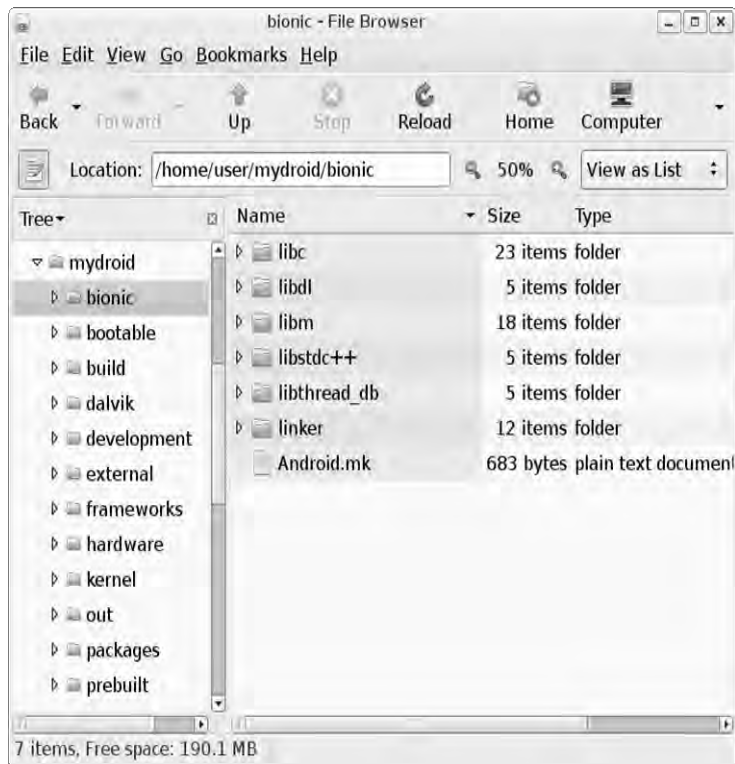 bionic - File Browser
File Edit View Go Bookmarks Help
Back Forward Up Stop Reload Home Computer
Location: /home/user/mydroid/bionic 50% View as List
Tree
Name Size Type
mydroid
bionic
bootable
build
dalvik
development
external
frameworks
hardware
kernel
out
packages
prebuilt
libc 23 items folder
libdl 5 items folder
libm 18 items folder
libstdc++ 5 items folder
libthread_db 5 items folder
linker 12 items folder
Android.mk 683 bytes plain text document
7 items, Free space: 190.1 MB